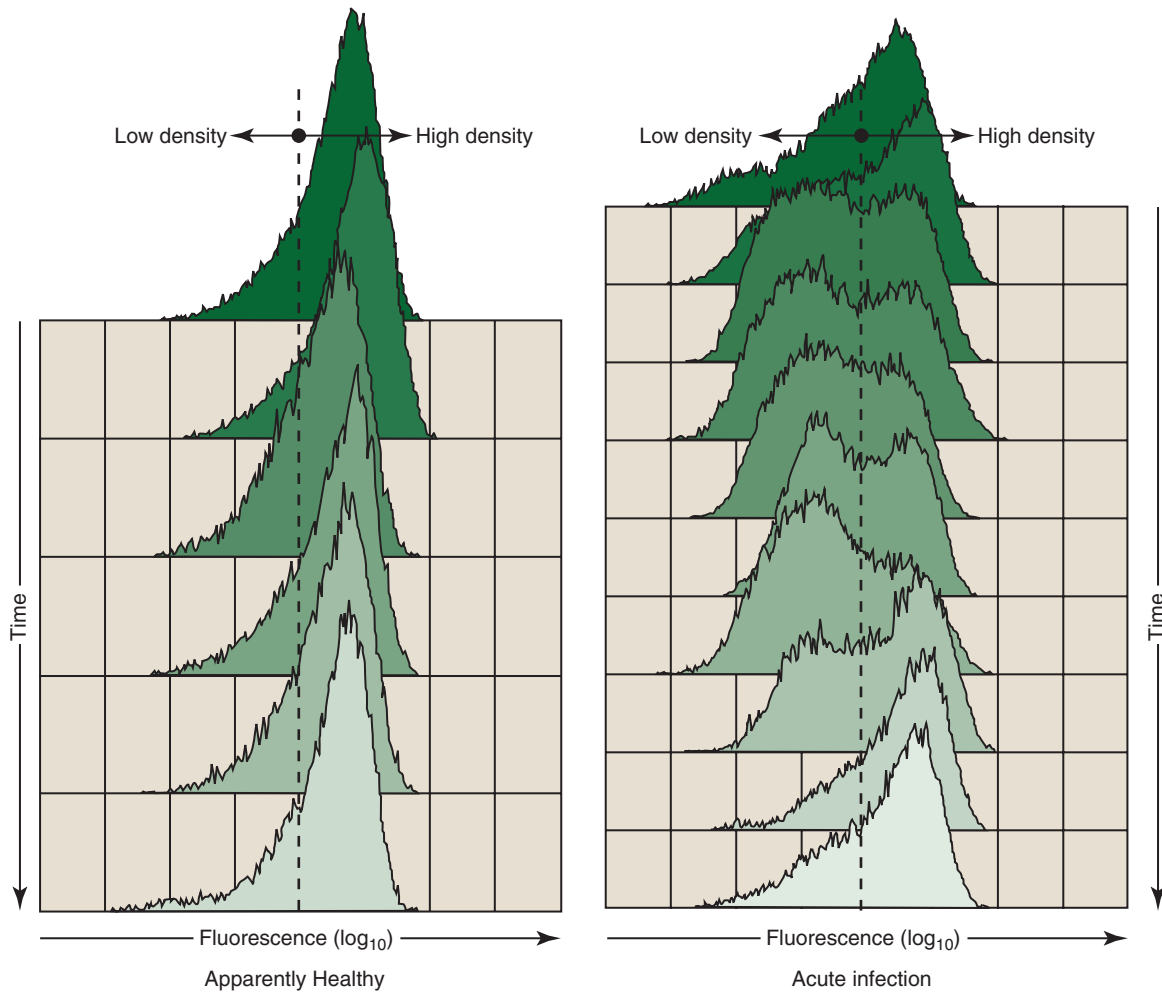 Low density
High density
Low density
High density
Time
Time
Fluorescence (log₁₀)
Fluorescence (log₁₀)
Apparently Healthy
Acute infection